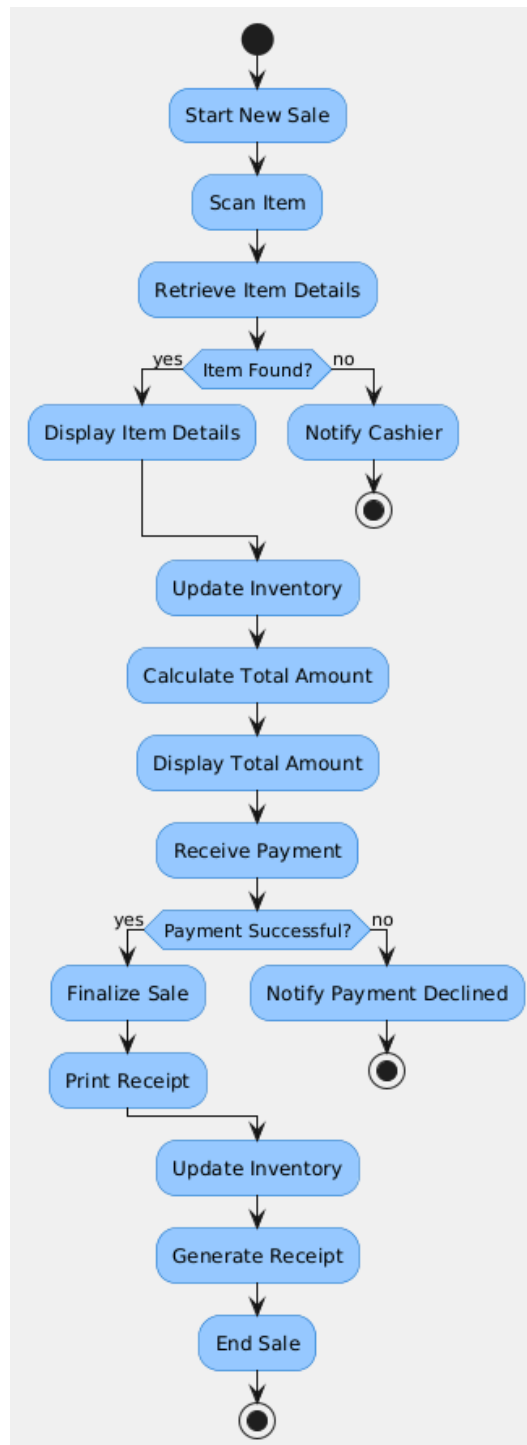 Start New Sale
Scan Item
Retrieve Item Details
yes
Item Found?
no
Display Item Details
Notify Cashier
Update Inventory
Calculate Total Amount
Display Total Amount
Receive Payment
yes
Payment Successful?
no
Finalize Sale
Notify Payment Declined
Print Receipt
Update Inventory
Generate Receipt
End Sale